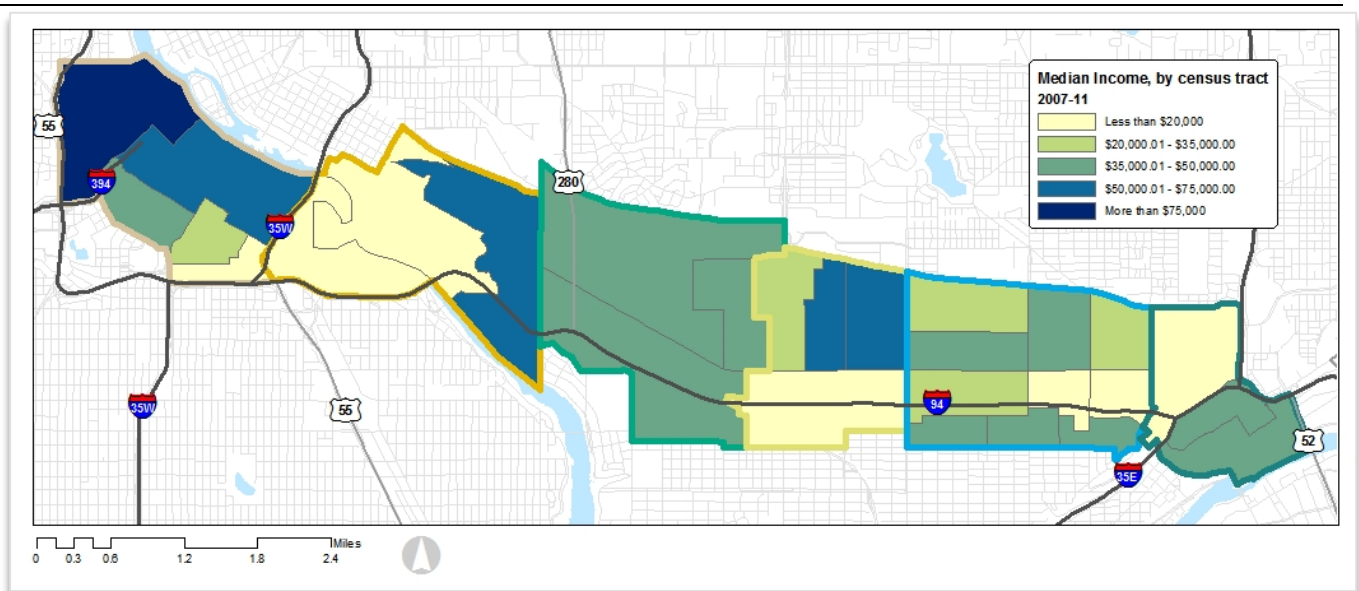 Median Income, by census tract
2007-11
Less than $20,000
$20,000.01 - $35,000.00
$35,000.01 - $50,000.00
$50,000.01 - $75,000.00
More than $75,000
55
394
280
35W
94
35W
55
52
35E
Miles
0 0.3 0.6 1.2 1.8 2.4